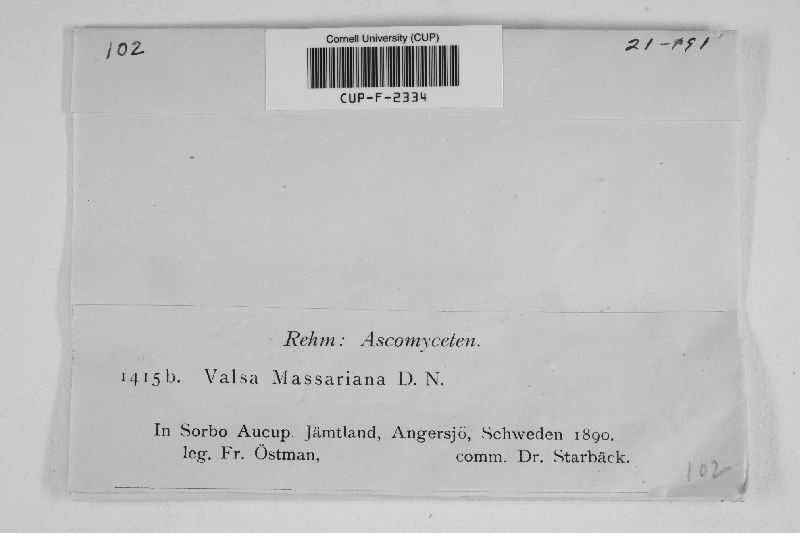 102
Cornell University (CUP)
21-191
CUP-F-2334
Rehm: Ascomyceten.
1415b. Valsa Massariana D. N.
In Sorbo Aucup. Jämtland, Angersjö, Schweden 1890.
leg. Fr. Östman, comm. Dr. Starbäck.
102